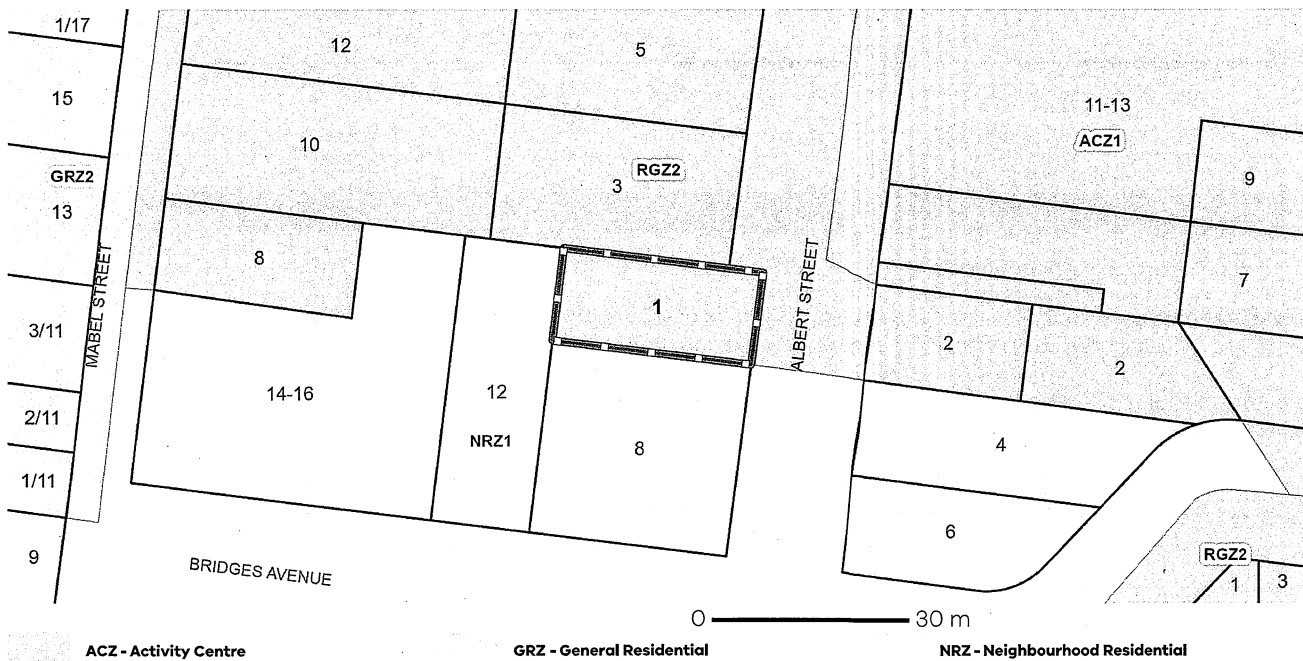 1/17
12
5
15
11-13
ACZ1
10
GRZ2
3
RGZ2
9
13
8
7
MABEL STREET
1
ALBERT STREET
3/11
2
2
14-16
12
2/11
NRZ1
8
4
1/11
6
9
BRIDGES AVENUE
RGZ2
1
3
0
30 m
ACZ - Activity Centre
GRZ - General Residential
NRZ - Neighbourhood Residential